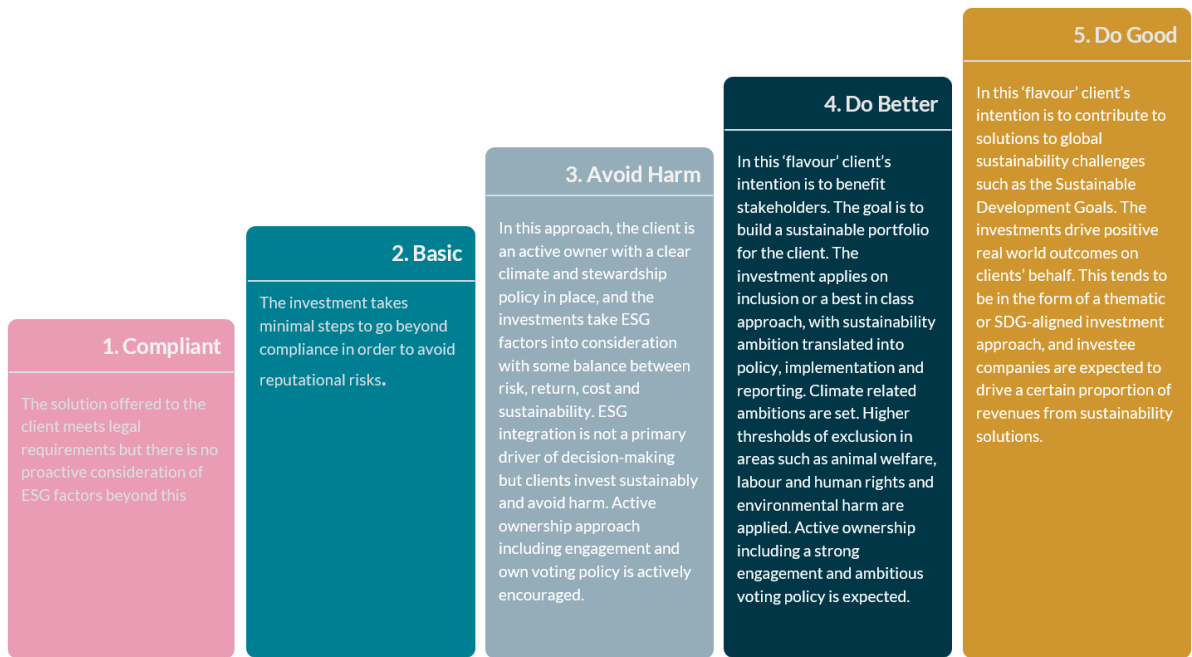 1. Compliant
The solution offered to the
client meets legal
requirements but there is no
proactive consideration of
ESG factors beyond this
2. Basic
The investment takes
minimal steps to go beyond
compliance in order to avoid
reputational risks.
3. Avoid Harm
In this approach, the client is
an active owner with a clear
climate and stewardship
policy in place, and the
investments take ESG
factors into consideration
with some balance between
risk, return, cost and
sustainability. ESG
integration is not a primary
driver of decision-making
but clients invest sustainably
and avoid harm. Active
ownership approach
including engagement and
own voting policy is actively
encouraged.
4. Do Better
In this ‘flavour’ client’s
intention is to benefit
stakeholders. The goal is to
build a sustainable portfolio
for the client. The
investment applies on
inclusion or a best in class
approach, with sustainability
ambition translated into
policy, implementation and
reporting. Climate related
ambitions are set. Higher
thresholds of exclusion in
areas such as animal welfare,
labour and human rights and
environmental harm are
applied. Active ownership
including a strong
engagement and ambitious
voting policy is expected.
5. Do Good
In this ‘flavour’ client’s
intention is to contribute to
solutions to global
sustainability challenges
such as the Sustainable
Development Goals. The
investments drive positive
real world outcomes on
clients’ behalf. This tends to
be in the form of a thematic
or SDG-aligned investment
approach, and investee
companies are expected to
drive a certain proportion of
revenues from sustainability
solutions.